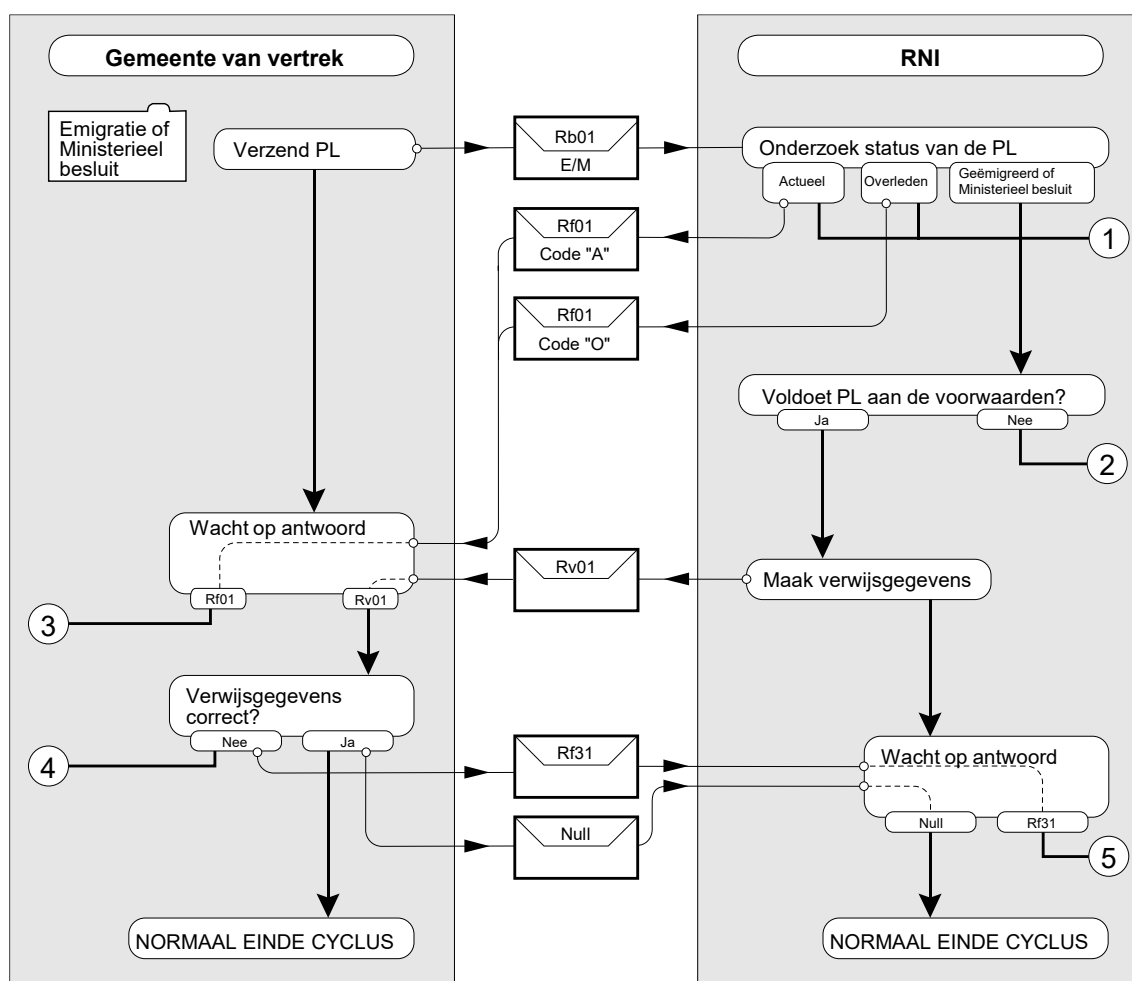 Gemeente van vertrek
RNI
Emigratie of
Ministerieel
besluit
Verzend PL
Rb01
E/M
Onderzoek status van de PL
Actueel
Overleden
Geëmigreerd of
Ministerieel besluit
Rf01
Code "A"
1
Rf01
Code "O"
Voldoet PL aan de voorwaarden?
Ja
Nee
2
Wacht op antwoord
Rf01
Rv01
3
Rv01
Maak verwijsgegevens
Verwijsgegevens
correct?
Nee
Ja
4
Rf31
Null
Wacht op antwoord
Null
Rf31
5
NORMAAL EINDE CYCLUS
NORMAAL EINDE CYCLUS